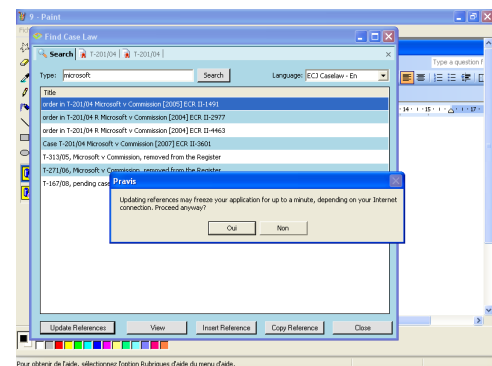 9 - Paint
Find Case Law
Search T-201/04 T-201/04
Type a question f
Type: microsoft Search Language: ECJ Caselaw - En
Title
order in T-201/04 Microsoft v Commission [2005] ECR II-1491
order in T-201/04 R Microsoft v Commission [2004] ECR II-2977
order in T-201/04 R Microsoft v Commission [2004] ECR II-4463
Case T-201/04 Microsoft v Commission [2007] ECR II-3601
T-313/05, Microsoft v Commission, removed from the Register
T-271/06, Microsoft v Commission, removed from the Register
T-167/08, pending case
Pravis
Updating references may freeze your application for up to a minute, depending on your Internet
connection. Proceed anyway?
Oui Non
14 15 17
Update References View Insert Reference Copy Reference Close
Pour obtenir de l'aide, sélectionnez l'option Rubriques d'aide du menu d'aide.